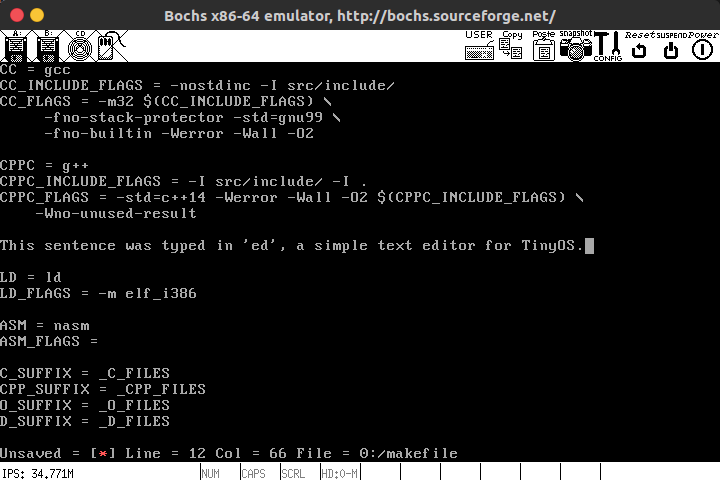 Bochs x86-64 emulator, http://bochs.sourceforge.net/
A: B: CD USER Copy Paste Snapshot CONFIG Reset SUSPEND Power
CC = gcc
CC_INCLUDE_FLAGS = -nostdinc -I src/include/
CC_FLAGS = -m32 $(CC_INCLUDE_FLAGS) \
-fno-stack-protector -std=gnu99 \
-fno-builtin -Werror -Wall -O2
CPPC = g++
CPPC_INCLUDE_FLAGS = -I src/include/ -I .
CPPC_FLAGS = -std=c++14 -Werror -Wall -O2 $(CPPC_INCLUDE_FLAGS) \
-Wno-unused-result
This sentence was typed in 'ed', a simple text editor for TinyOS.
LD = ld
LD_FLAGS = -m elf_i386
ASM = nasm
ASM_FLAGS =
C_SUFFIX = _C_FILES
CPP_SUFFIX = _CPP_FILES
O_SUFFIX = _O_FILES
D_SUFFIX = _D_FILES
Unsaved = [*] Line = 12 Col = 66 File = 0:/makefile
IPS: 34.771M NUM CAPS SCRL HD:0-M